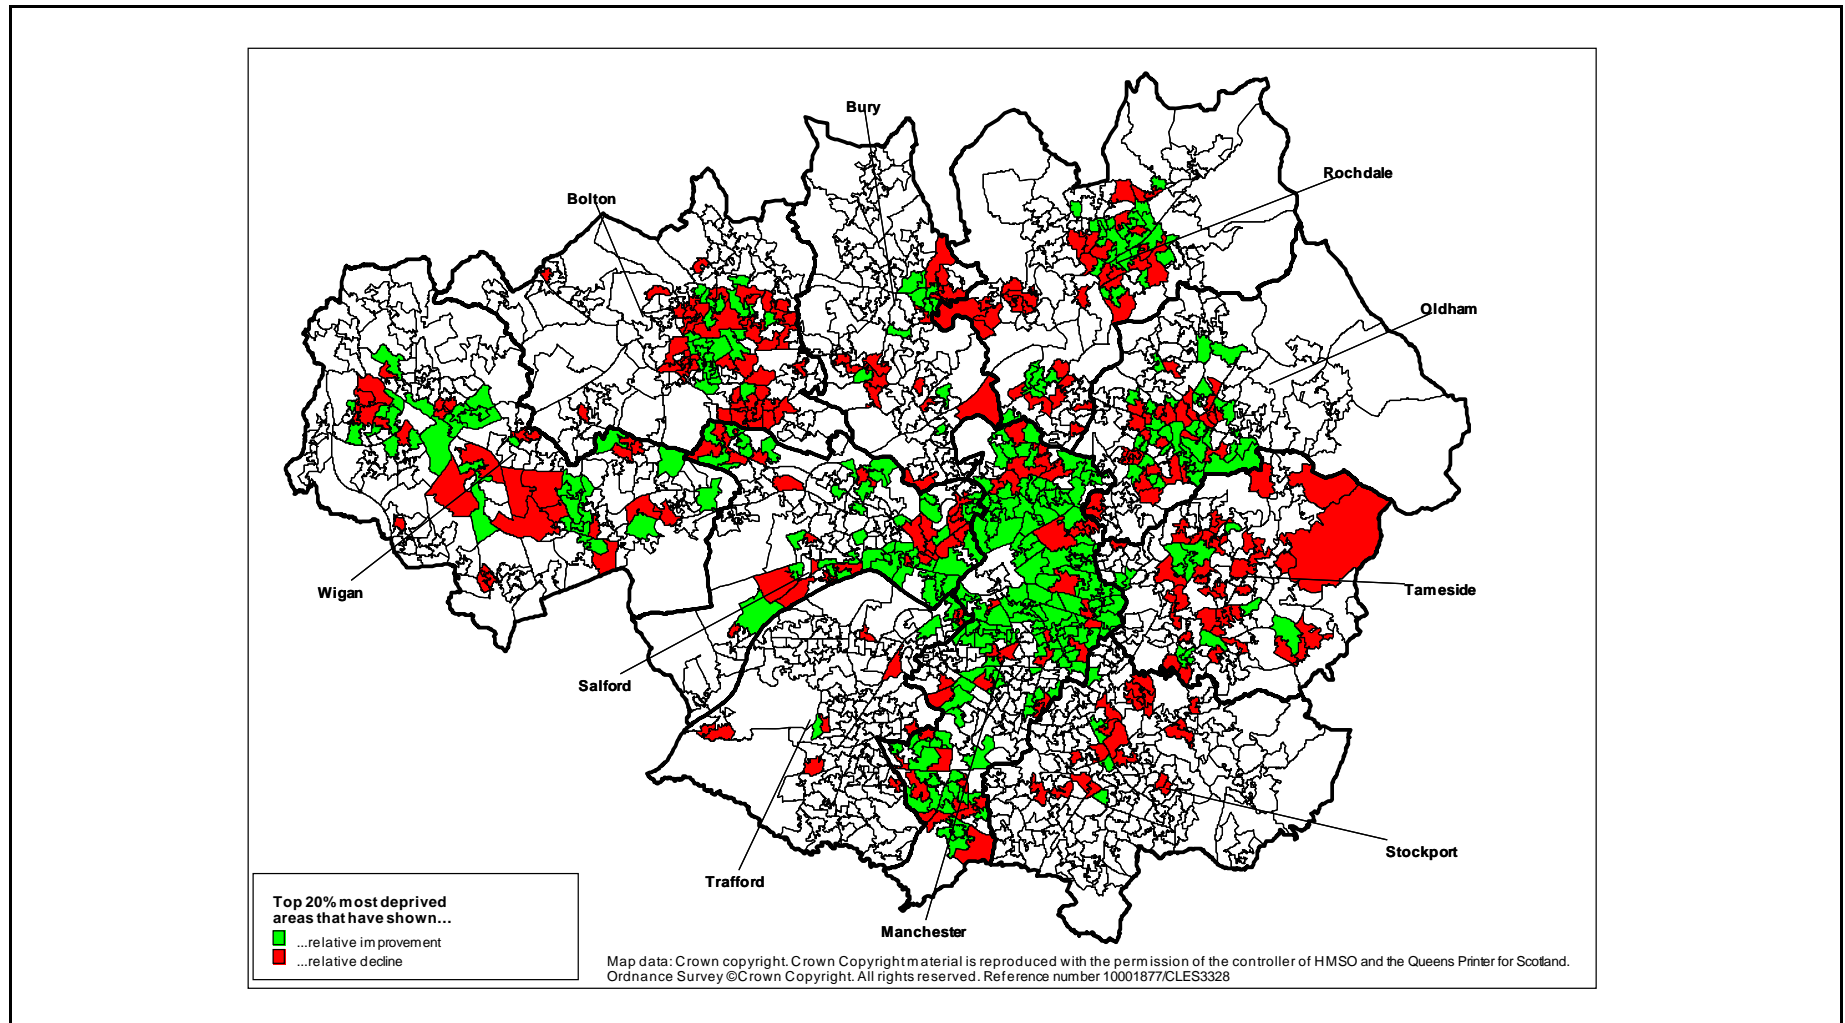 Bury
Rochdale
Bolton
Oldham
Wigan
Tameside
Salford
Stockport
Trafford
Manchester
Top 20% most deprived
areas that have shown...
...relative improvement
...relative decline
Map data: Crown copyright. Crown Copyright material is reproduced with the permission of the controller of HMSO and the Queens Printer for Scotland.
Ordnance Survey ©Crown Copyright. All rights reserved. Reference number 10001877/CLES3328